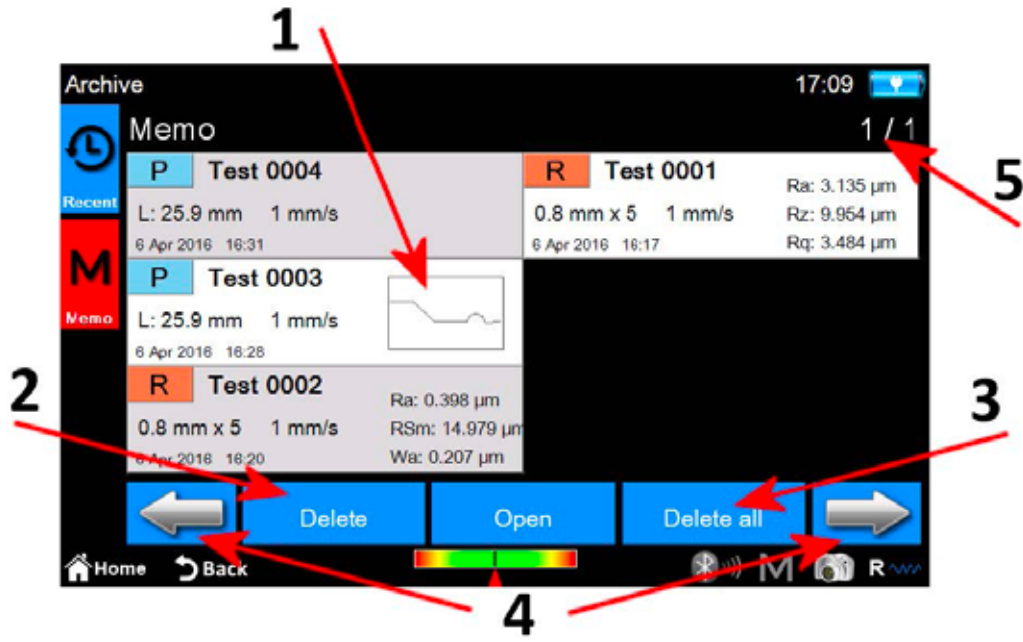 1
Archive 17:09
Memo 1 / 1
5
P Test 0004
L: 25.9 mm 1 mm/s
6 Apr 2016 16:31
R Test 0001
0.8 mm x 5 1 mm/s
6 Apr 2016 16:17
Ra: 3.135 µm
Rz: 9.954 µm
Rq: 3.484 µm
Recent
M
Memo
P Test 0003
L: 25.9 mm 1 mm/s
6 Apr 2016 16:28
2
R Test 0002
0.8 mm x 5 1 mm/s
6 Apr 2016 16:20
Ra: 0.398 µm
RSm: 14.979 µm
Wa: 0.207 µm
3
Delete Open Delete all
Home Back M R
4